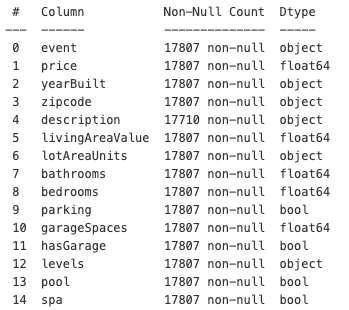 #   Column           Non-Null Count  Dtype
--- ------           --------------  -----
0   event            17807 non-null  object
1   price            17807 non-null  float64
2   yearBuilt        17807 non-null  object
3   zipcode          17807 non-null  object
4   description      17710 non-null  object
5   livingAreaValue  17807 non-null  float64
6   lotAreaUnits     17807 non-null  object
7   bathrooms        17807 non-null  float64
8   bedrooms         17807 non-null  float64
9   parking          17807 non-null  bool
10  garageSpaces     17807 non-null  float64
11  hasGarage        17807 non-null  bool
12  levels           17807 non-null  object
13  pool             17807 non-null  bool
14  spa              17807 non-null  bool